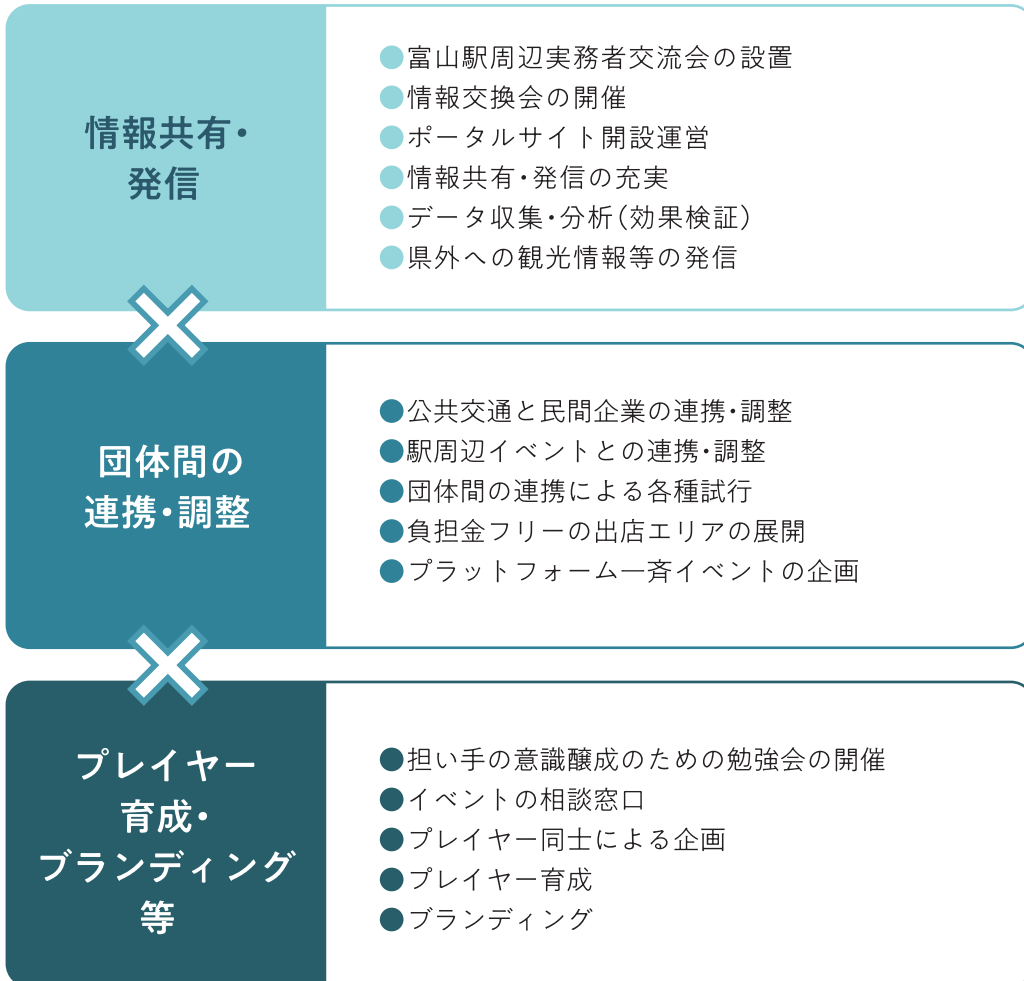 情報共有・
発信
●富山駅周辺実務者交流会の設置
●情報交換会の開催
●ポータルサイト開設運営
●情報共有・発信の充実
●データ収集・分析（効果検証）
●県外への観光情報等の発信
団体間の
連携・調整
●公共交通と民間企業の連携・調整
●駅周辺イベントとの連携・調整
●団体間の連携による各種試行
●負担金フリーの出店エリアの展開
●プラットフォーム一斉イベントの企画
プレイヤー
育成・
ブランディング
等
●担い手の意識醸成のための勉強会の開催
●イベントの相談窓口
●プレイヤー同士による企画
●プレイヤー育成
●ブランディング